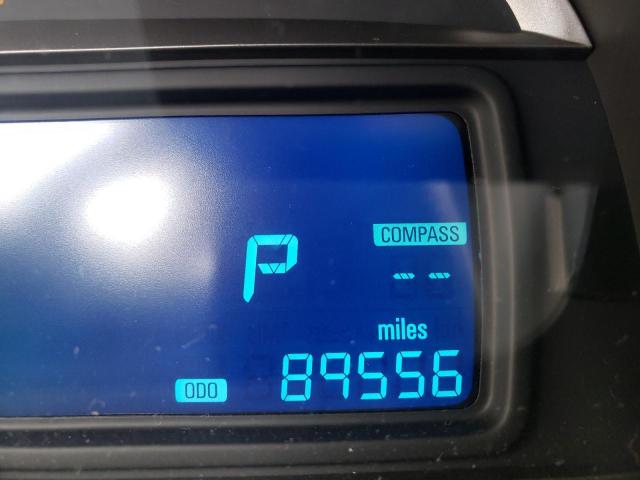 P
COMPASS
--
miles
ODO 89556